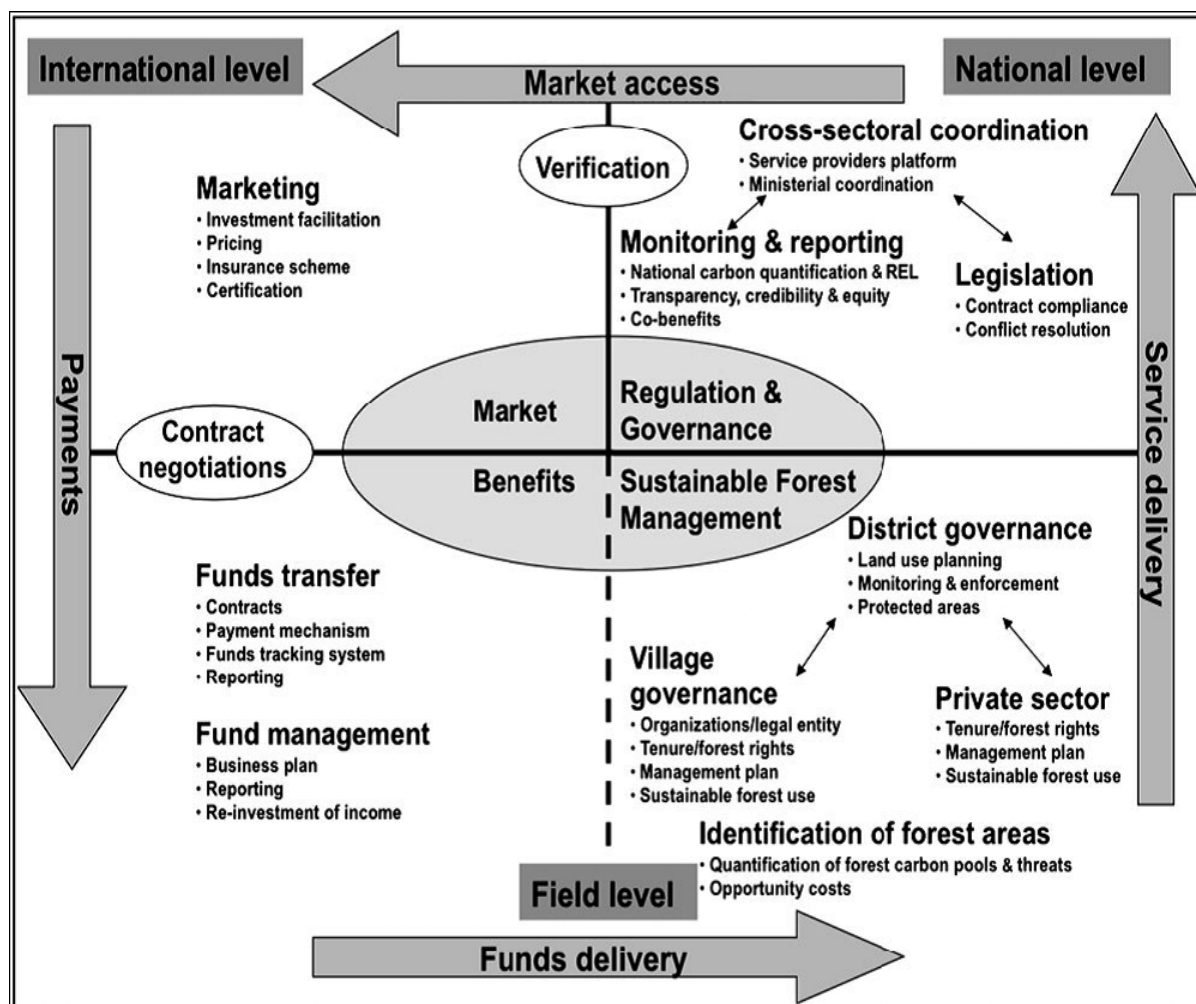 International level
Market access
National level
Verification
Cross-sectoral coordination
• Service providers platform
• Ministerial coordination
Marketing
• Investment facilitation
• Pricing
• Insurance scheme
• Certification
Monitoring & reporting
• National carbon quantification & REL
• Transparency, credibility & equity
• Co-benefits
Legislation
• Contract compliance
• Conflict resolution
Payments
Service delivery
Contract
negotiations
Market
Regulation &
Governance
Benefits
Sustainable Forest
Management
Funds transfer
• Contracts
• Payment mechanism
• Funds tracking system
• Reporting
Fund management
• Business plan
• Reporting
• Re-investment of income
District governance
• Land use planning
• Monitoring & enforcement
• Protected areas
Village
governance
• Organizations/legal entity
• Tenure/forest rights
• Management plan
• Sustainable forest use
Private sector
• Tenure/forest rights
• Management plan
• Sustainable forest use
Identification of forest areas
• Quantification of forest carbon pools & threats
• Opportunity costs
Field level
Funds delivery